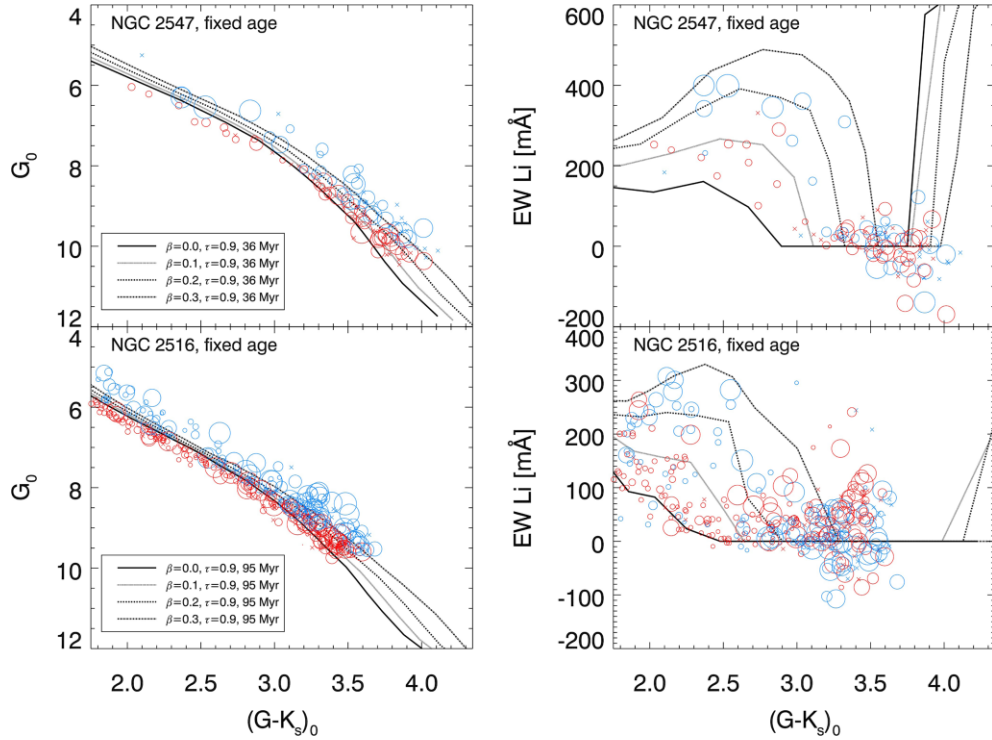 NGC 2547, fixed age
4
6
8
10
12
G₀
β=0.0, τ=0.9, 36 Myr
β=0.1, τ=0.9, 36 Myr
β=0.2, τ=0.9, 36 Myr
β=0.3, τ=0.9, 36 Myr
NGC 2547, fixed age
600
400
200
0
-200
EW Li [mÅ]
NGC 2516, fixed age
6
8
10
12
G₀
β=0.0, τ=0.9, 95 Myr
β=0.1, τ=0.9, 95 Myr
β=0.2, τ=0.9, 95 Myr
β=0.3, τ=0.9, 95 Myr
2.0 2.5 3.0 3.5 4.0
(G-Kₛ)₀
NGC 2516, fixed age
300
200
100
0
-100
-200
EW Li [mÅ]
2.0 2.5 3.0 3.5 4.0
(G-Kₛ)₀